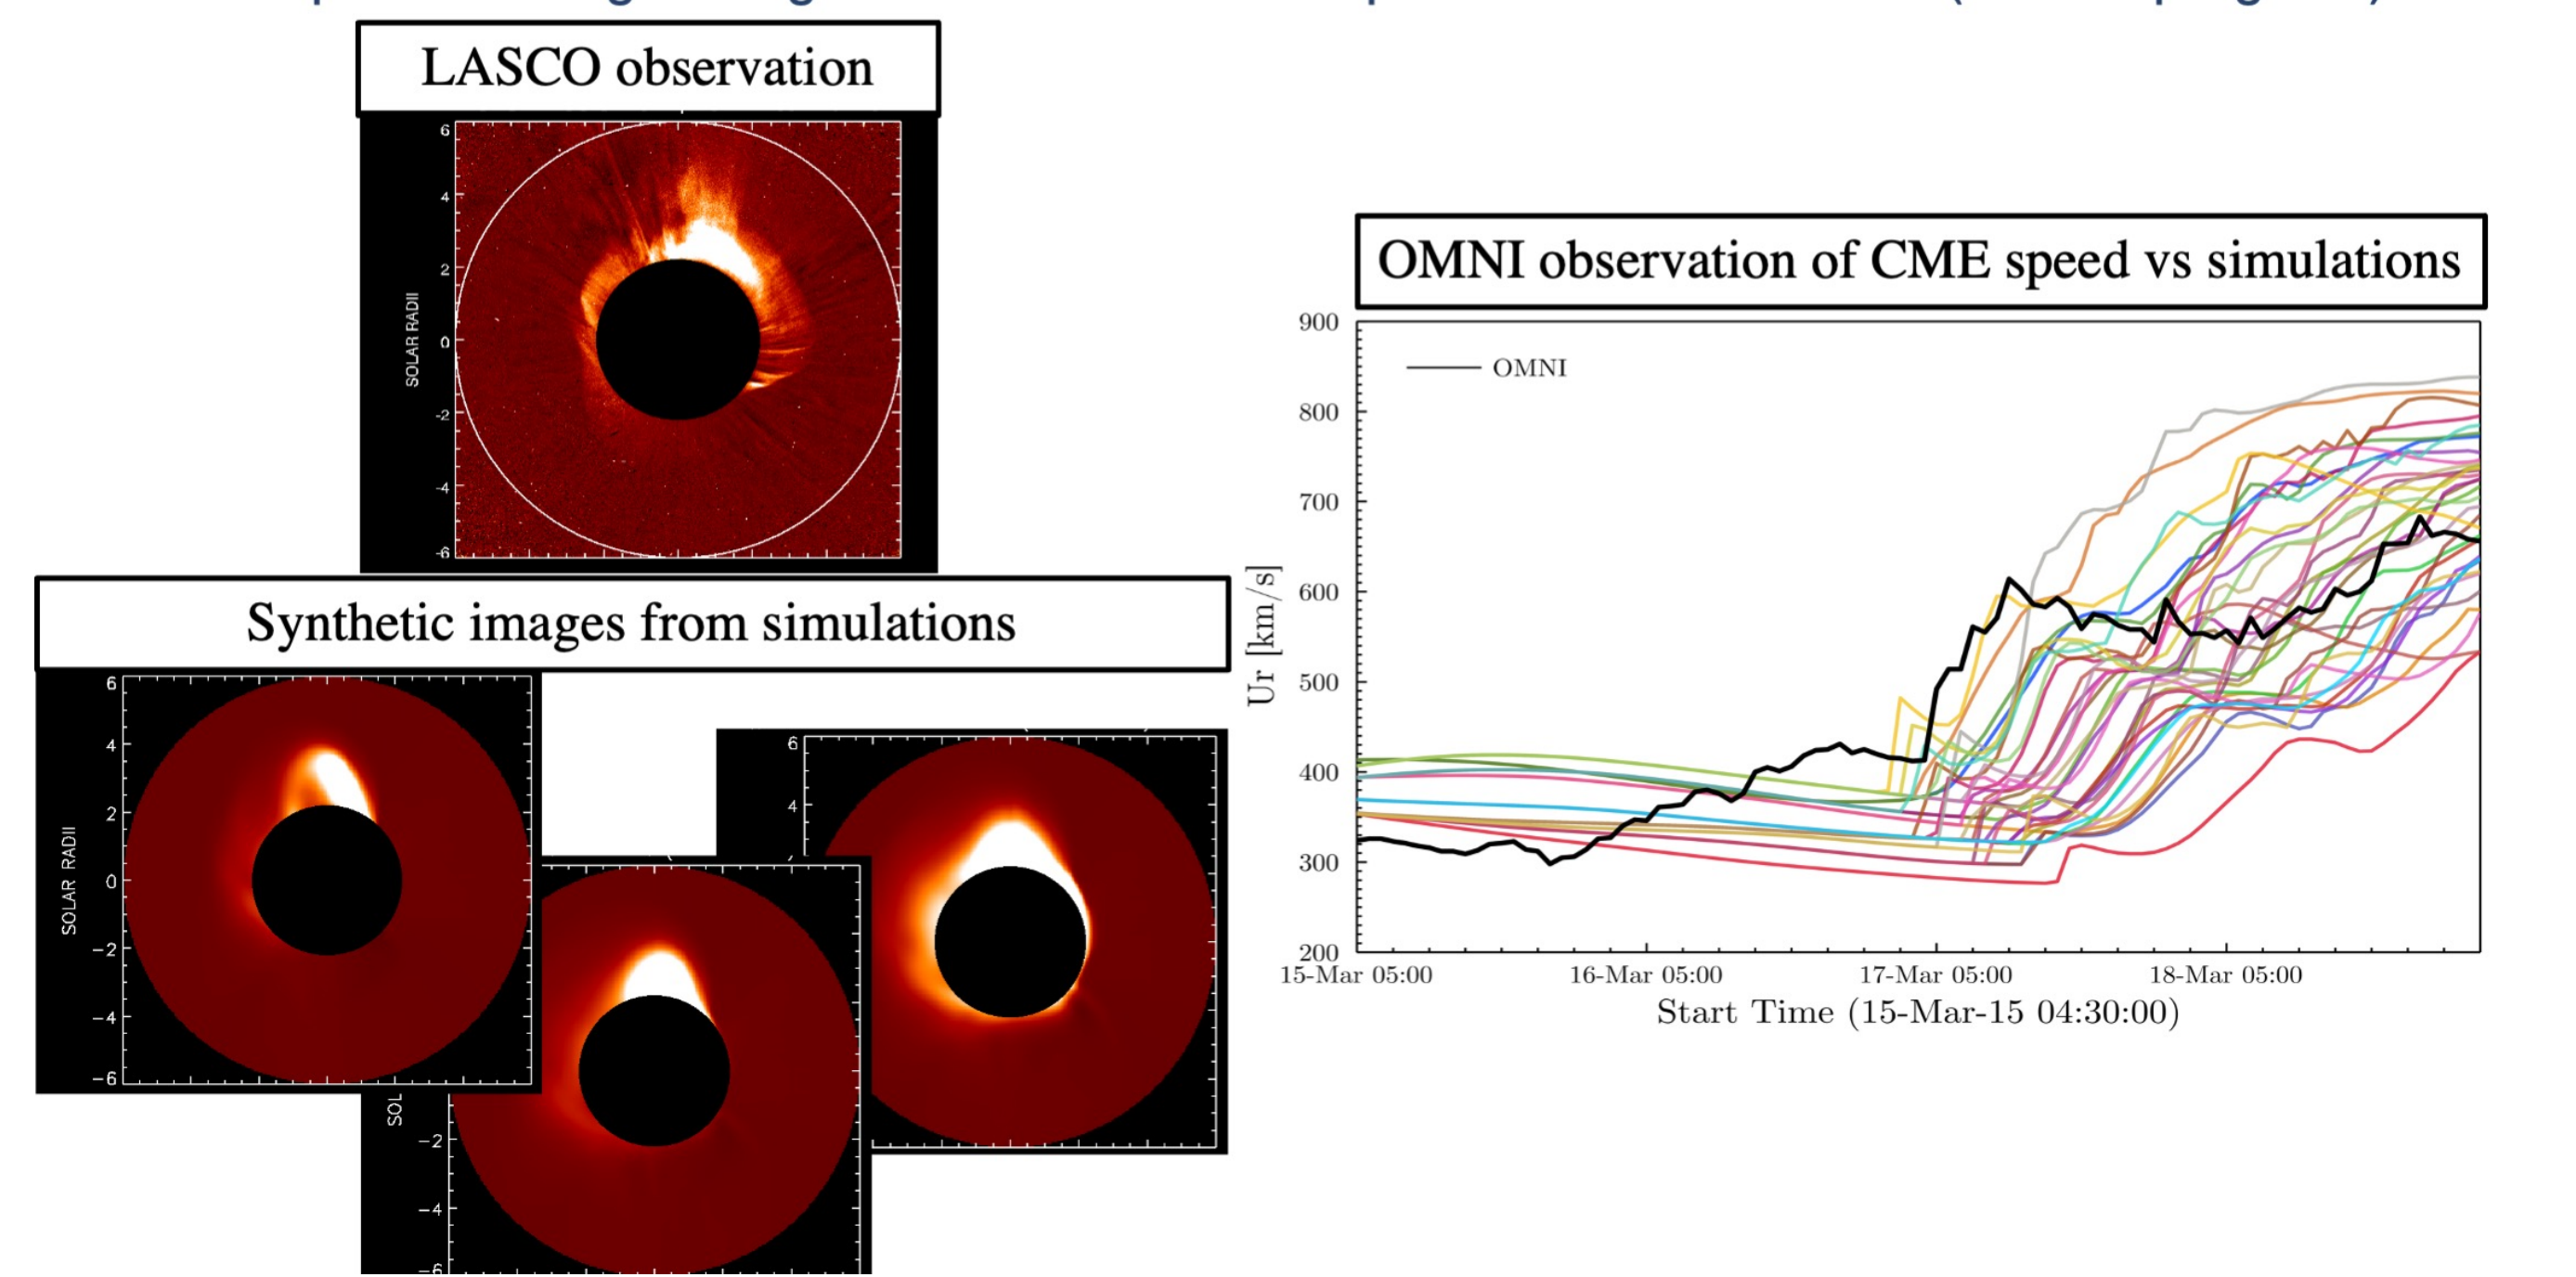 LASCO observation
6
4
2
0
-2
-4
-6
SOLAR RADII
Synthetic images from simulations
6
4
2
0
−2
−4
−6
SOLAR RADII
SOL
−2
−4
−6
6
4
OMNI observation of CME speed vs simulations
OMNI
900
800
700
600
500
400
300
200
Ur [km/s]
15-Mar 05:00 16-Mar 05:00 17-Mar 05:00 18-Mar 05:00
Start Time (15-Mar-15 04:30:00)